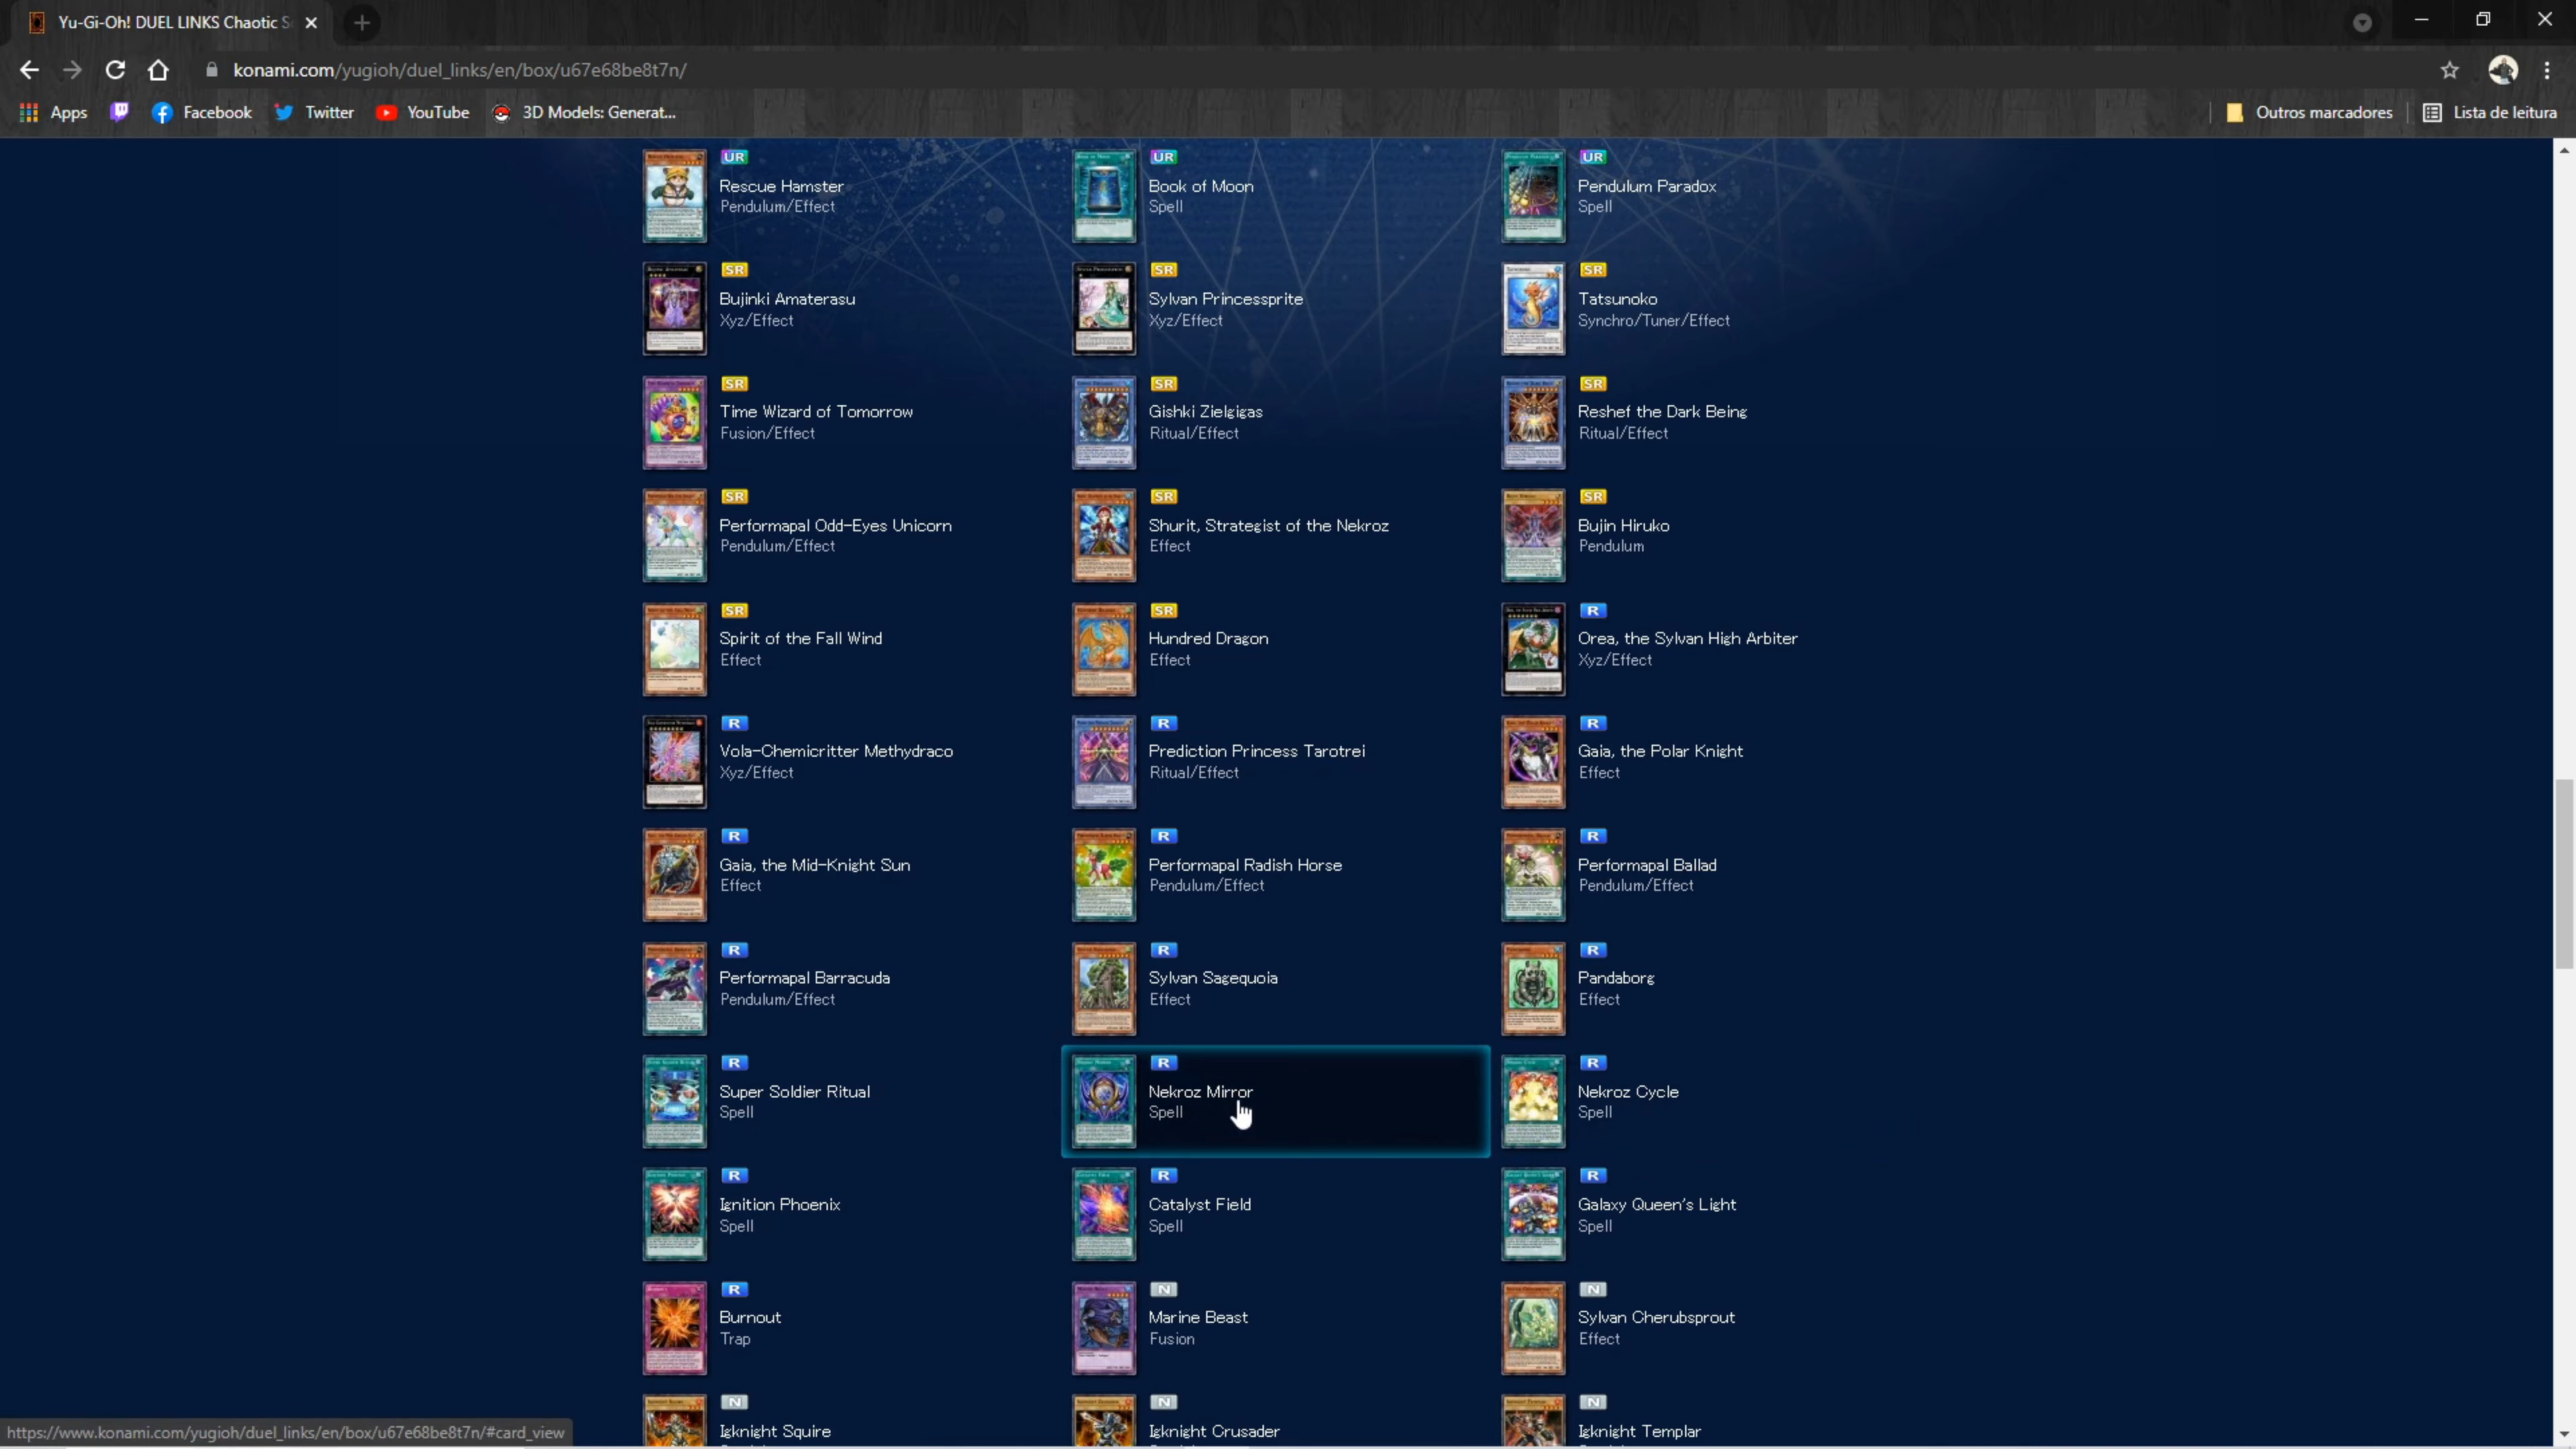 Yu-Gi-Oh! DUEL LINKS Chaotic S
konami.com/yugioh/duel_links/en/box/u67e68be8t7n/
Apps Facebook Twitter YouTube 3D Models: Generat... Outros marcadores Lista de leitura
UR UR UR
Rescue Hamster Book of Moon Pendulum Paradox
Pendulum/Effect Spell Spell
SR SR SR
Bujinki Amaterasu Sylvan Princessprite Tatsunoko
Xyz/Effect Xyz/Effect Synchro/Tuner/Effect
SR SR SR
Time Wizard of Tomorrow Gishki Zielgigas Reshef the Dark Being
Fusion/Effect Ritual/Effect Ritual/Effect
SR SR SR
Performapal Odd-Eyes Unicorn Shurit, Strategist of the Nekroz Bujin Hiruko
Pendulum/Effect Effect Pendulum
SR SR R
Spirit of the Fall Wind Hundred Dragon Orea, the Sylvan High Arbiter
Effect Effect Xyz/Effect
R R R
Vola-Chemicritter Methydraco Prediction Princess Tarotrei Gaia, the Polar Knight
Xyz/Effect Ritual/Effect Effect
R R R
Gaia, the Mid-Knight Sun Performapal Radish Horse Performapal Ballad
Effect Pendulum/Effect Pendulum/Effect
R R R
Performapal Barracuda Sylvan Sagequoia Pandaborg
Pendulum/Effect Effect Effect
R R R
Super Soldier Ritual Nekroz Mirror Nekroz Cycle
Spell Spell Spell
R R R
Ignition Phoenix Catalyst Field Galaxy Queen's Light
Spell Spell Spell
R N N
Burnout Marine Beast Sylvan Cherubsprout
Trap Fusion Effect
N N N
Igknight Squire Igknight Crusader Igknight Templar
https://www.konami.com/yugioh/duel_links/en/box/u67e68be8t7n/#card_view